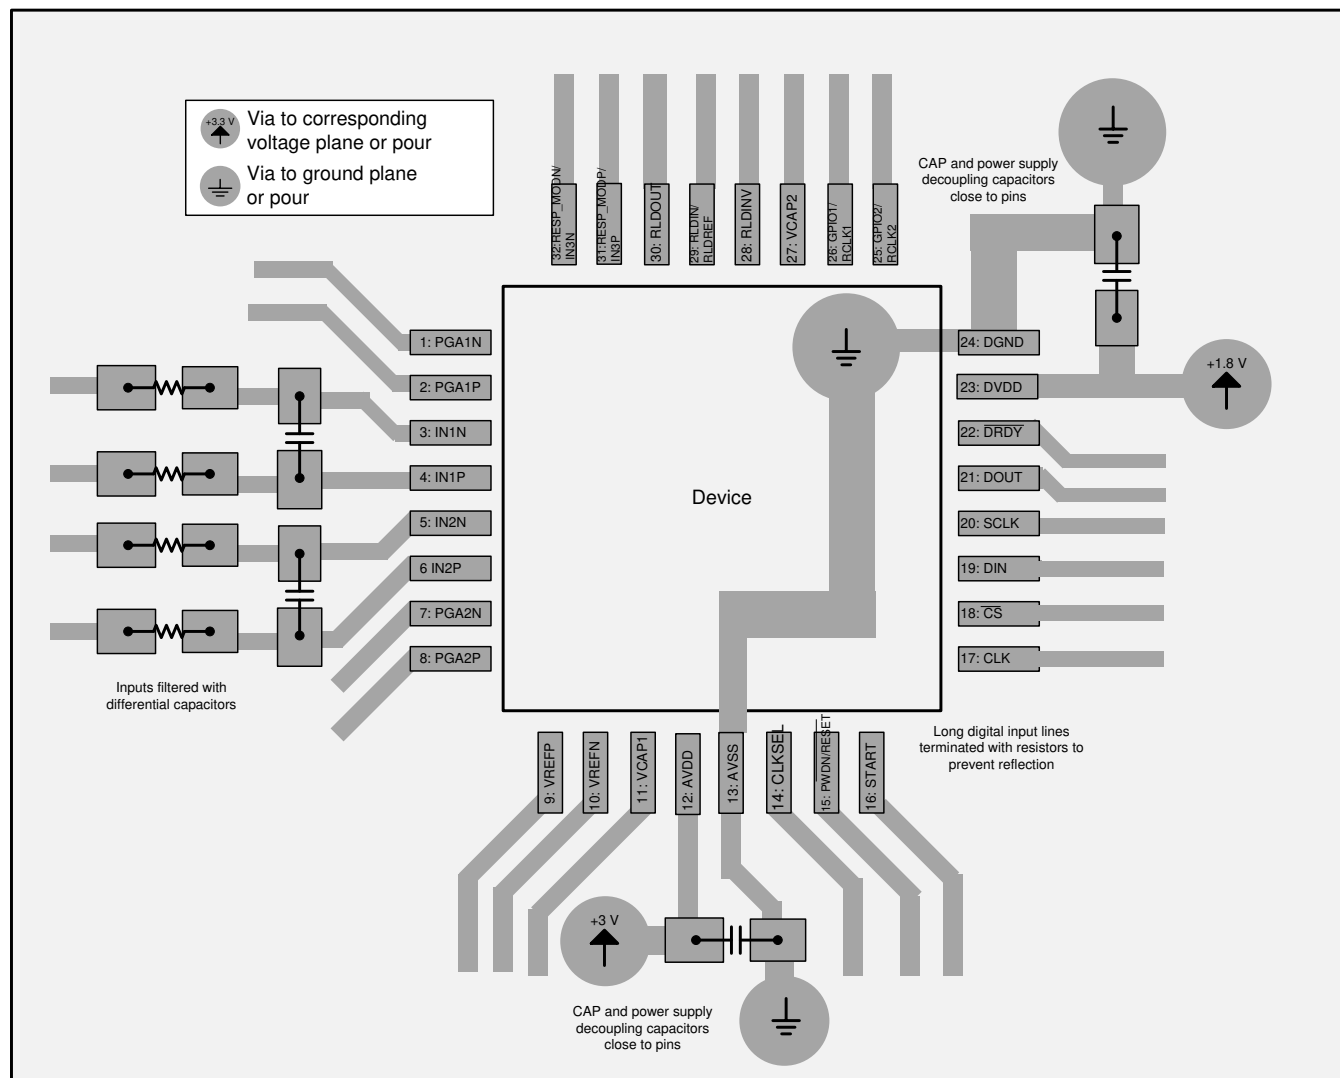 +3.3 V
Via to corresponding
voltage plane or pour
Via to ground plane
or pour
32:RESP_MODN/
IN3N
31:RESP_MODP/
IN3P
30: RLDOUT
29: RLDIN/
RLDREF
28: RLDINV
27: VCAP2
26: GPIO1/
RCLK1
25: GPIO2/
RCLK2
CAP and power supply
decoupling capacitors
close to pins
1: PGA1N
2: PGA1P
3: IN1N
4: IN1P
5: IN2N
6 IN2P
7: PGA2N
8: PGA2P
Inputs filtered with
differential capacitors
Device
24: DGND
23: DVDD
22: DRDY
21: DOUT
20: SCLK
19: DIN
18: CS
17: CLK
+1.8 V
Long digital input lines
terminated with resistors to
prevent reflection
9: VREFP
10: VREFN
11: VCAP1
12: AVDD
13: AVSS
14: CLKSEL
15: PWDN/RESET
16: START
+3 V
CAP and power supply
decoupling capacitors
close to pins